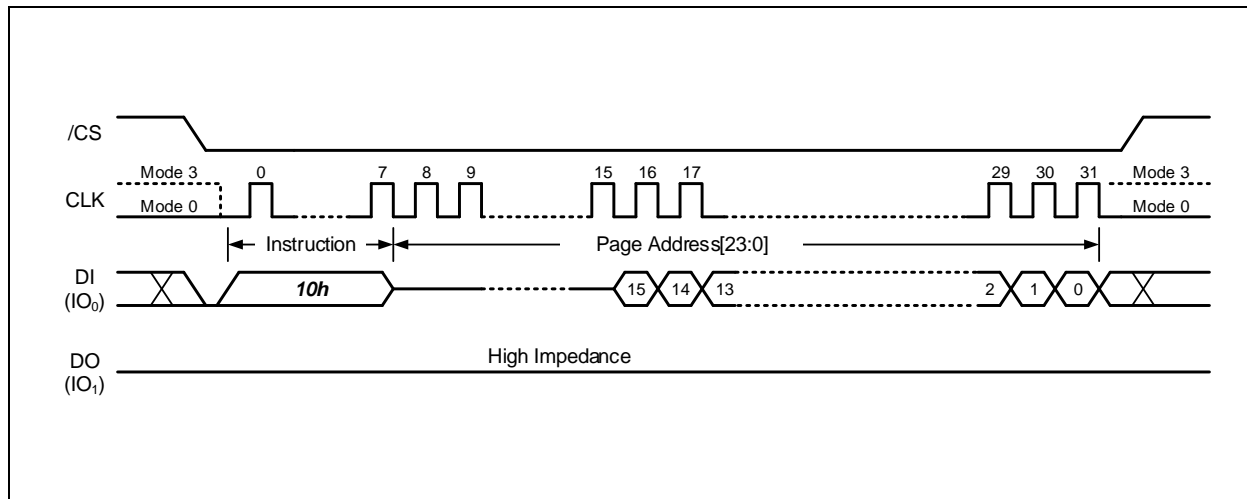 /CS
Mode 3 0 7 8 9 15 16 17 29 30 31 Mode 3
CLK
Mode 0 Mode 0
Instruction Page Address[23:0]
DI
(IO₀)
10h 15 14 13 2 1 0
High Impedance
DO
(IO₁)